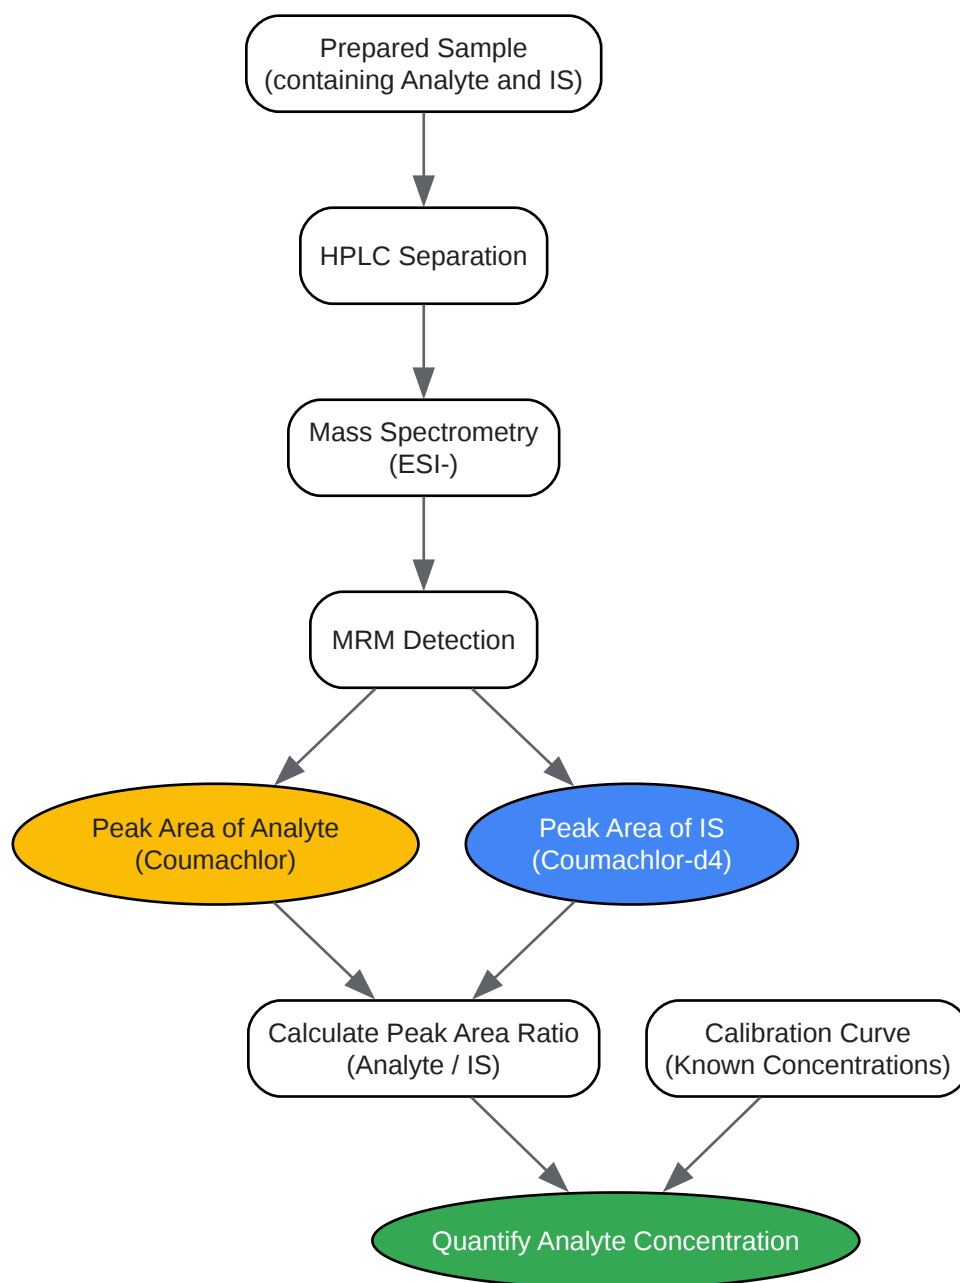 Prepared Sample
(containing Analyte and IS)
HPLC Separation
Mass Spectrometry
(ESI-)
MRM Detection
Peak Area of Analyte
(Coumachlor)
Peak Area of IS
(Coumachlor-d4)
Calculate Peak Area Ratio
(Analyte / IS)
Calibration Curve
(Known Concentrations)
Quantify Analyte Concentration